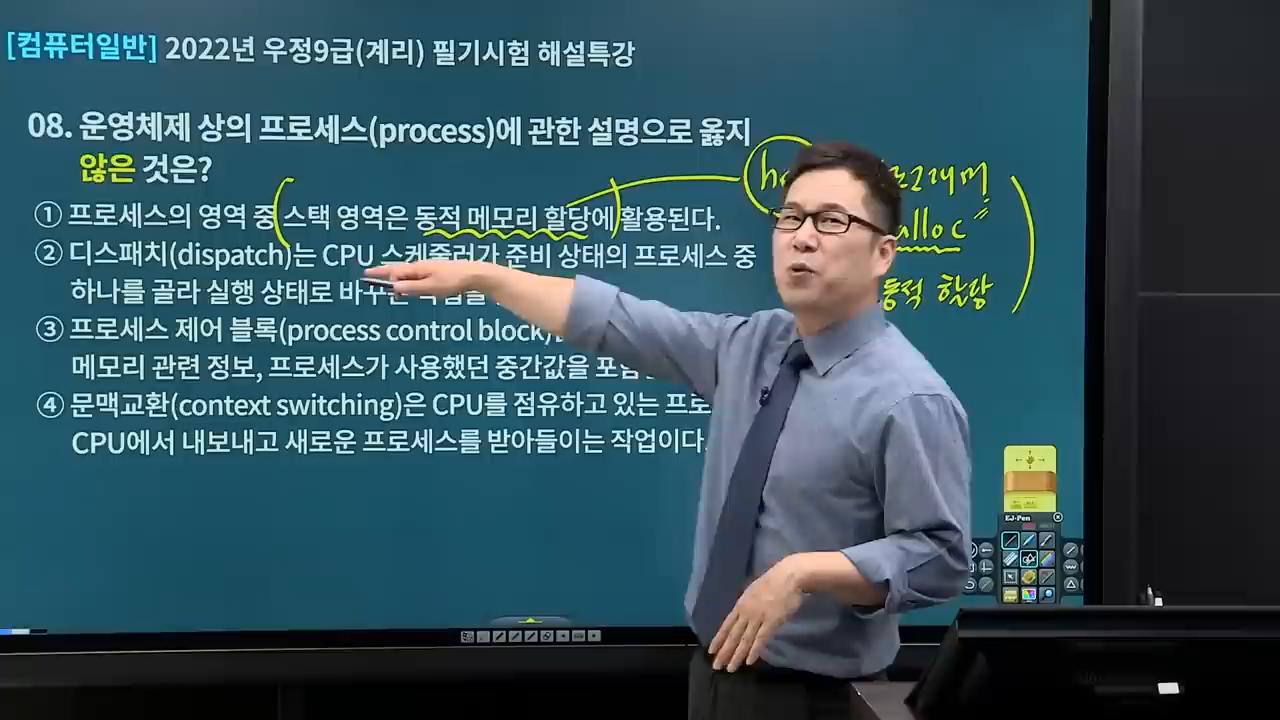 [컴퓨터일반] 2022년 우정9급(계리) 필기시험 해설특강
08. 운영체제 상의 프로세스(process)에 관한 설명으로 옳지
않은 것은?
① 프로세스의 영역 중 스택 영역은 동적 메모리 할당에 활용된다.
② 디스패치(dispatch)는 CPU 스케줄러가 준비 상태의 프로세스 중
하나를 골라 실행 상태로 바꾸는
③ 프로세스 제어 블록(process control block)
메모리 관련 정보, 프로세스가 사용했던 중간값을
④ 문맥교환(context switching)은 CPU를 점유하고 있는
CPU에서 내보내고 새로운 프로세스를 받아들이는 작업이다.
동적 할당
EJ-Pen